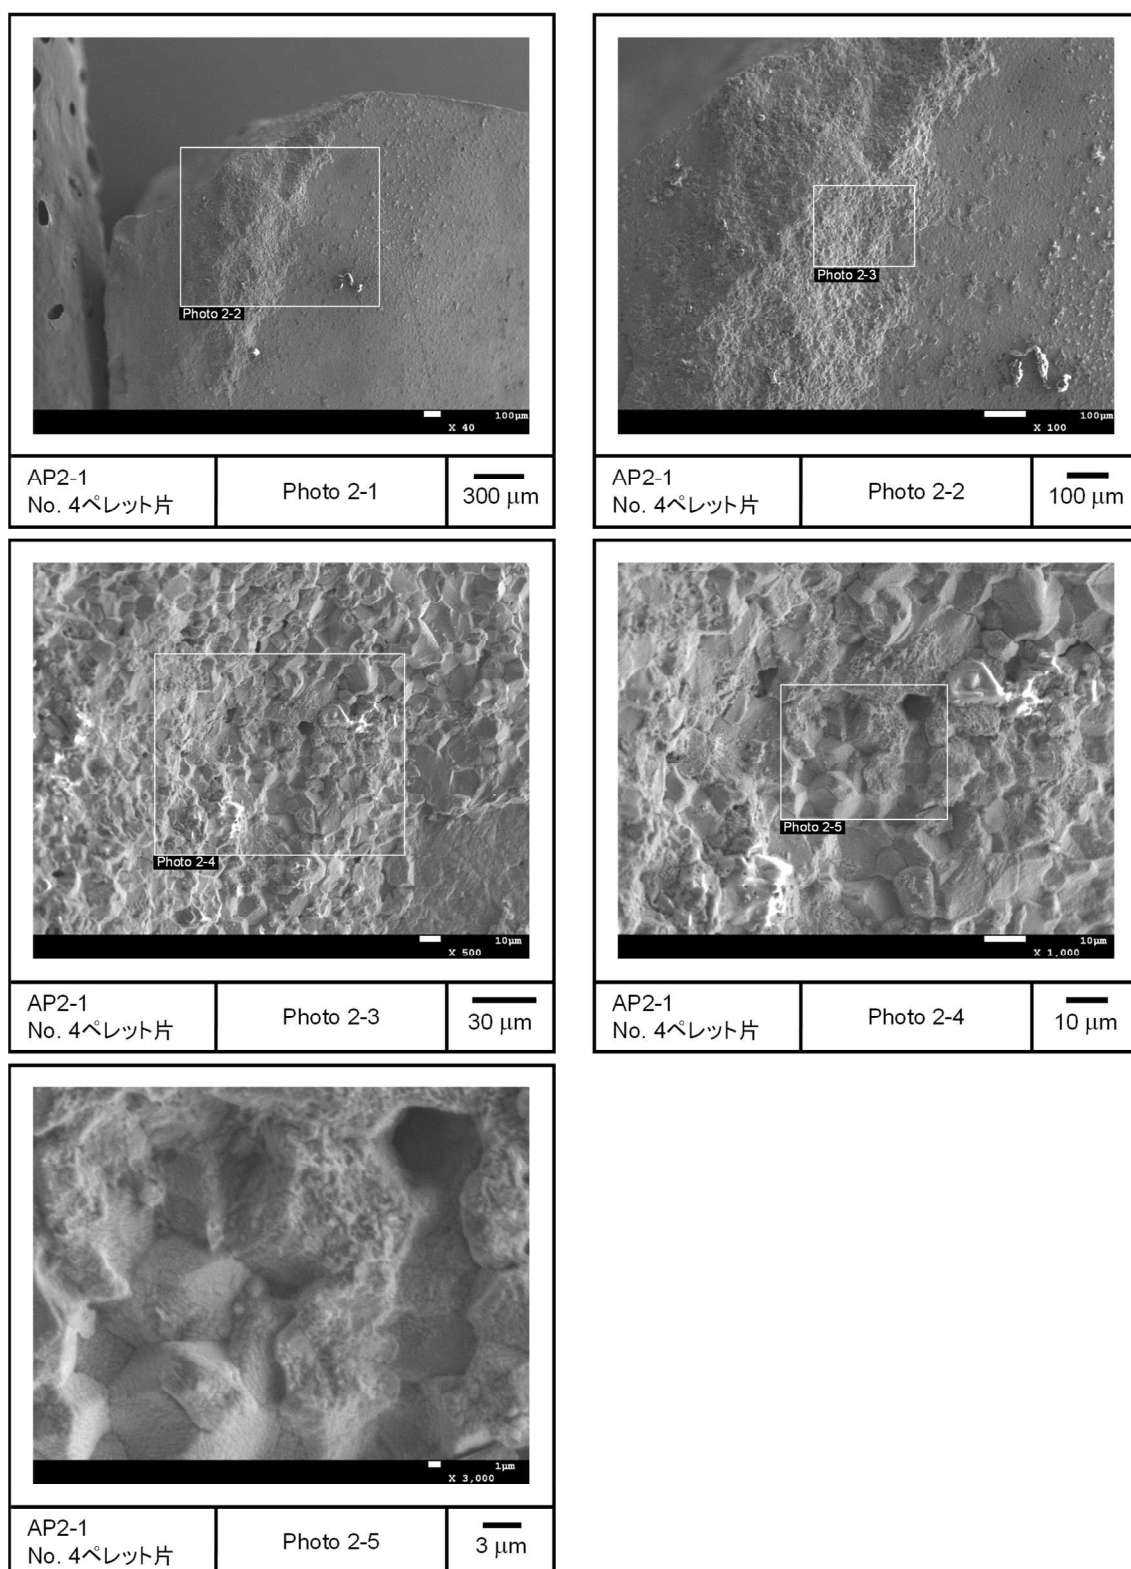 Photo 2-2
100μm
X 40
AP2-1
No. 4ペレット片
Photo 2-1
300 μm
Photo 2-3
100μm
X 100
AP2-1
No. 4ペレット片
Photo 2-2
100 μm
Photo 2-4
10μm
X 500
AP2-1
No. 4ペレット片
Photo 2-3
30 μm
Photo 2-5
10μm
X 1,000
AP2-1
No. 4ペレット片
Photo 2-4
10 μm
1μm
X 3,000
AP2-1
No. 4ペレット片
Photo 2-5
3 μm